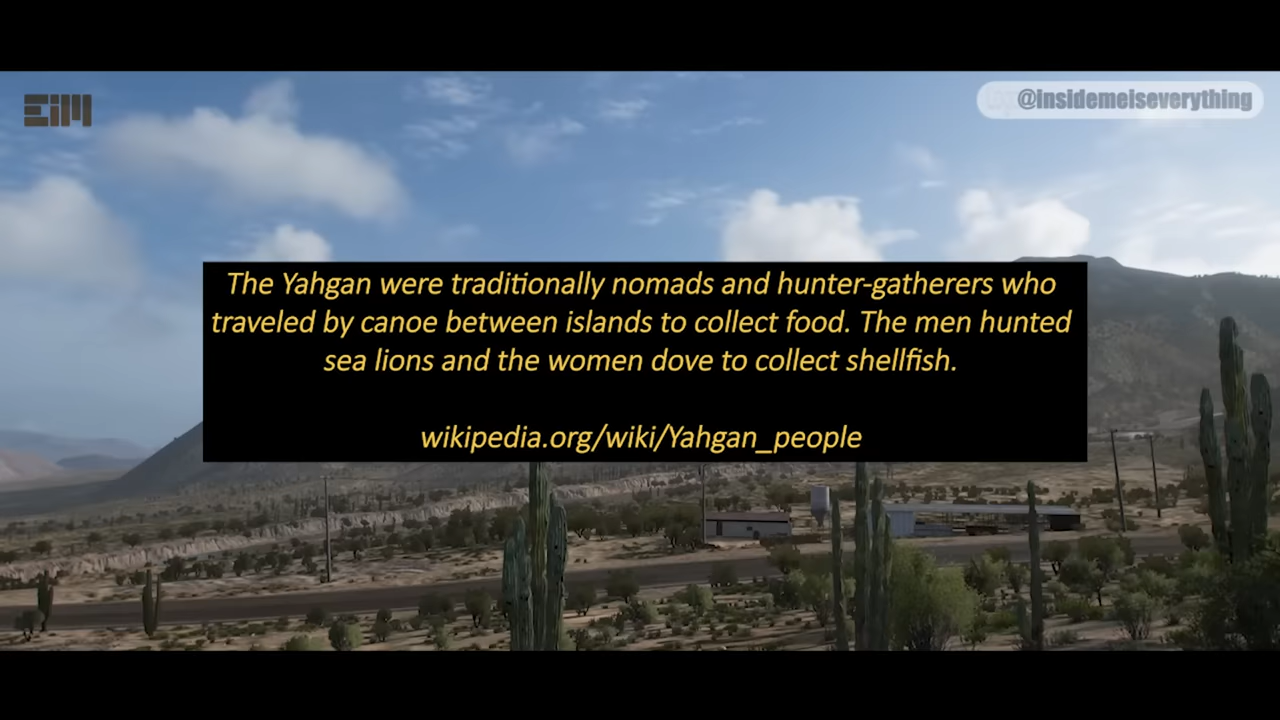 EiM
@insidemeiseverything
The Yahgan were traditionally nomads and hunter-gatherers who
traveled by canoe between islands to collect food. The men hunted
sea lions and the women dove to collect shellfish.
wikipedia.org/wiki/Yahgan_people